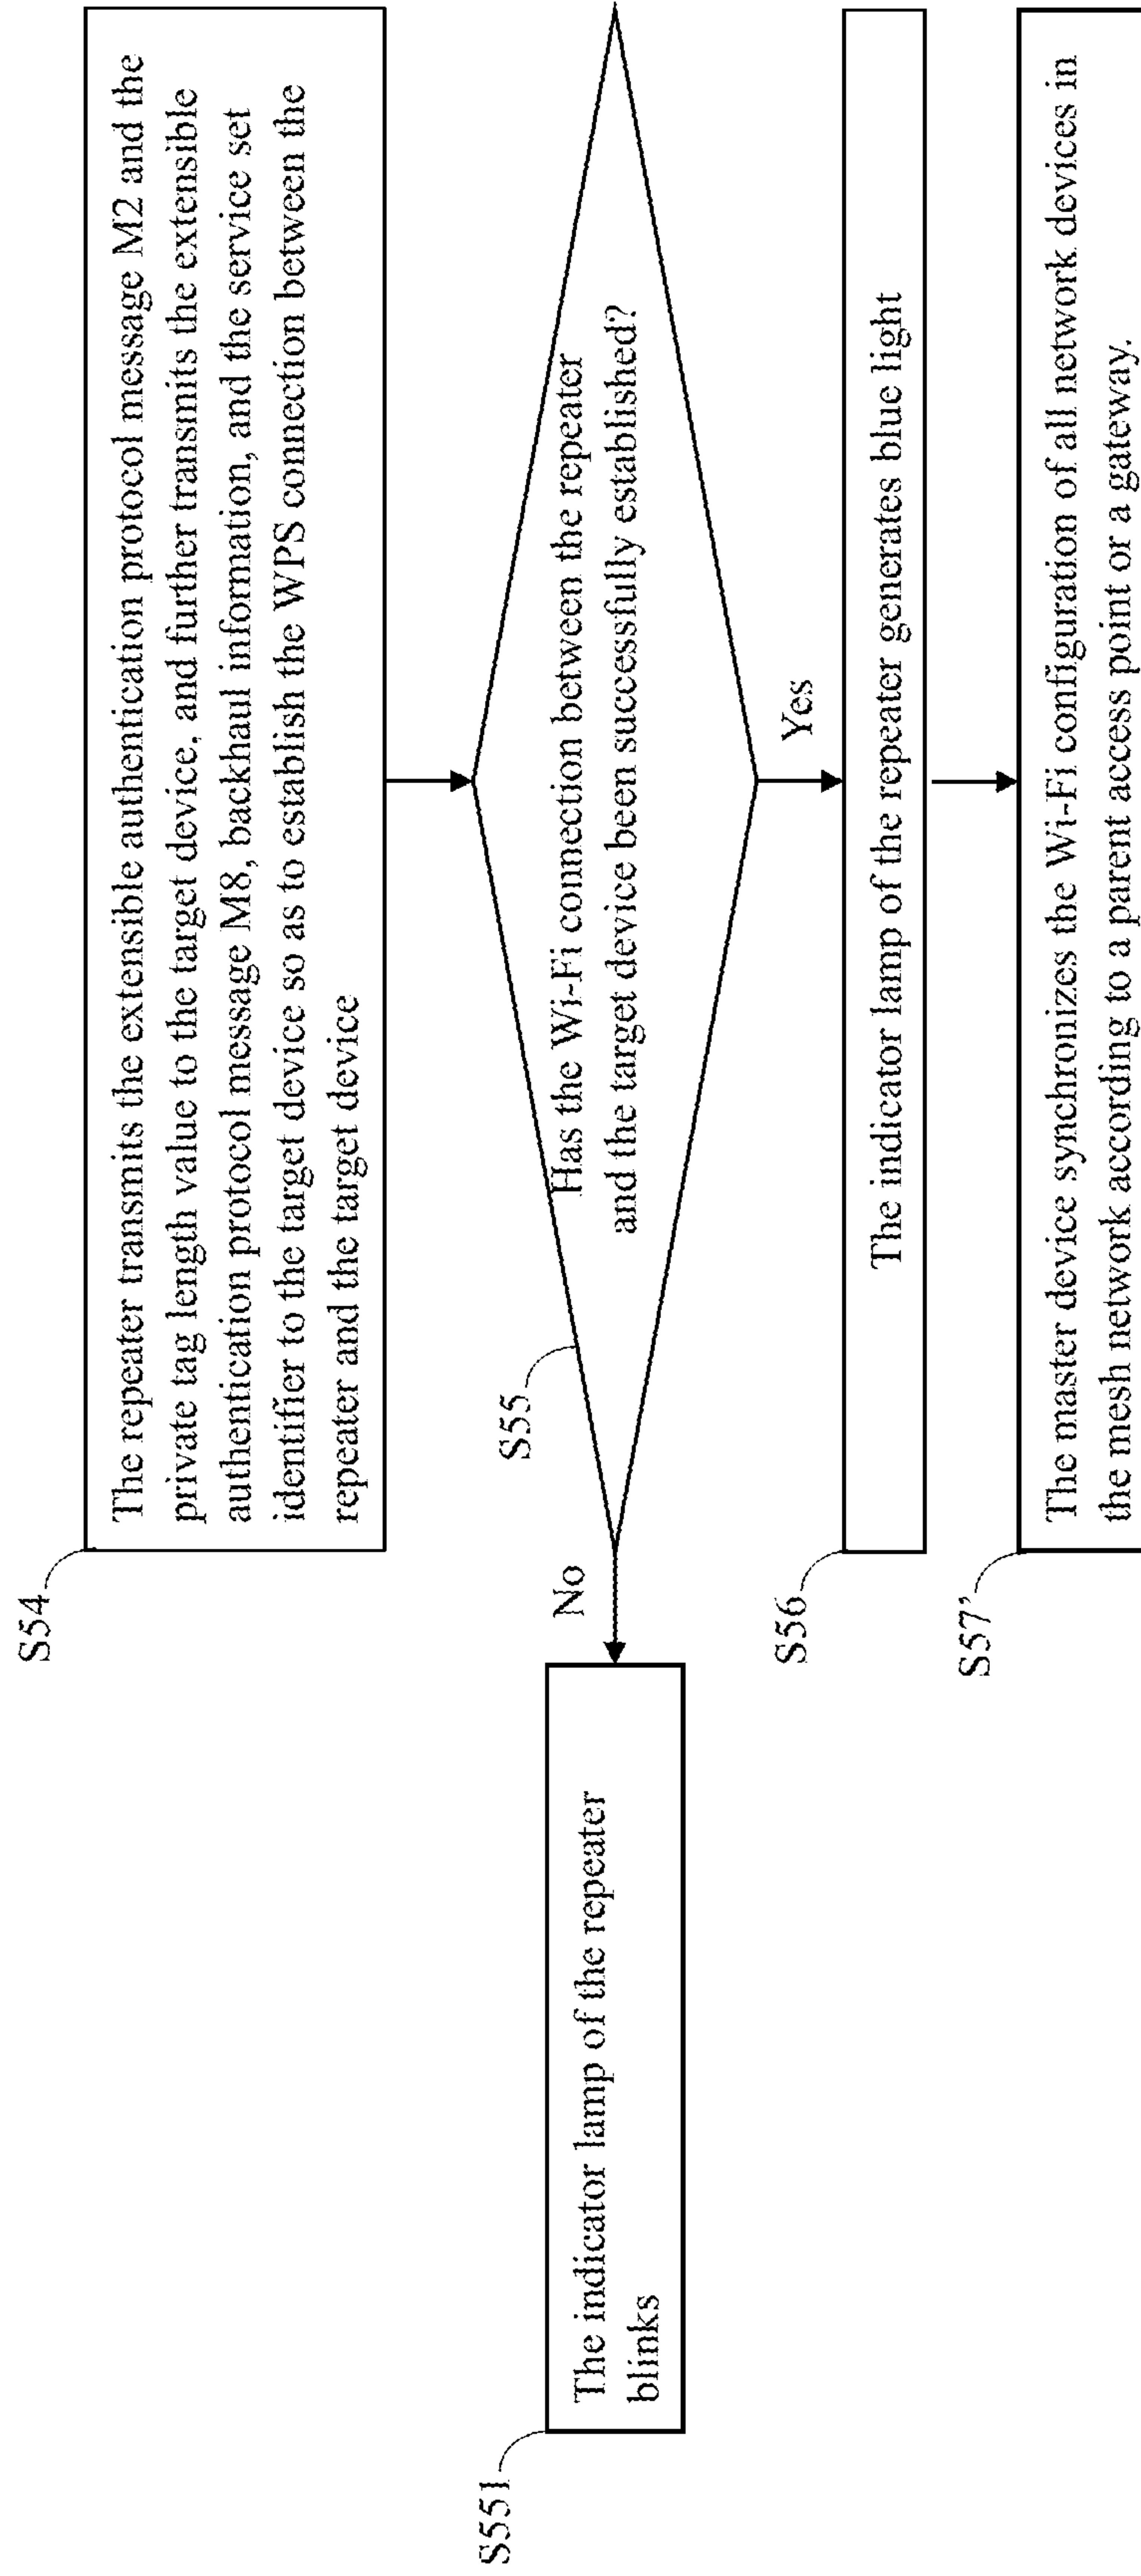 S54
The repeater transmits the extensible authentication protocol message M2 and the
private tag length value to the target device, and further transmits the extensible
authentication protocol message M8, backhaul information, and the service set
identifier to the target device so as to establish the WPS connection between the
repeater and the target device
S55
Has the Wi-Fi connection between the repeater
and the target device been successfully established?
No
S551
The indicator lamp of the repeater
blinks
Yes
S56
The indicator lamp of the repeater generates blue light
S57’
The master device synchronizes the Wi-Fi configuration of all network devices in
the mesh network according to a parent access point or a gateway.